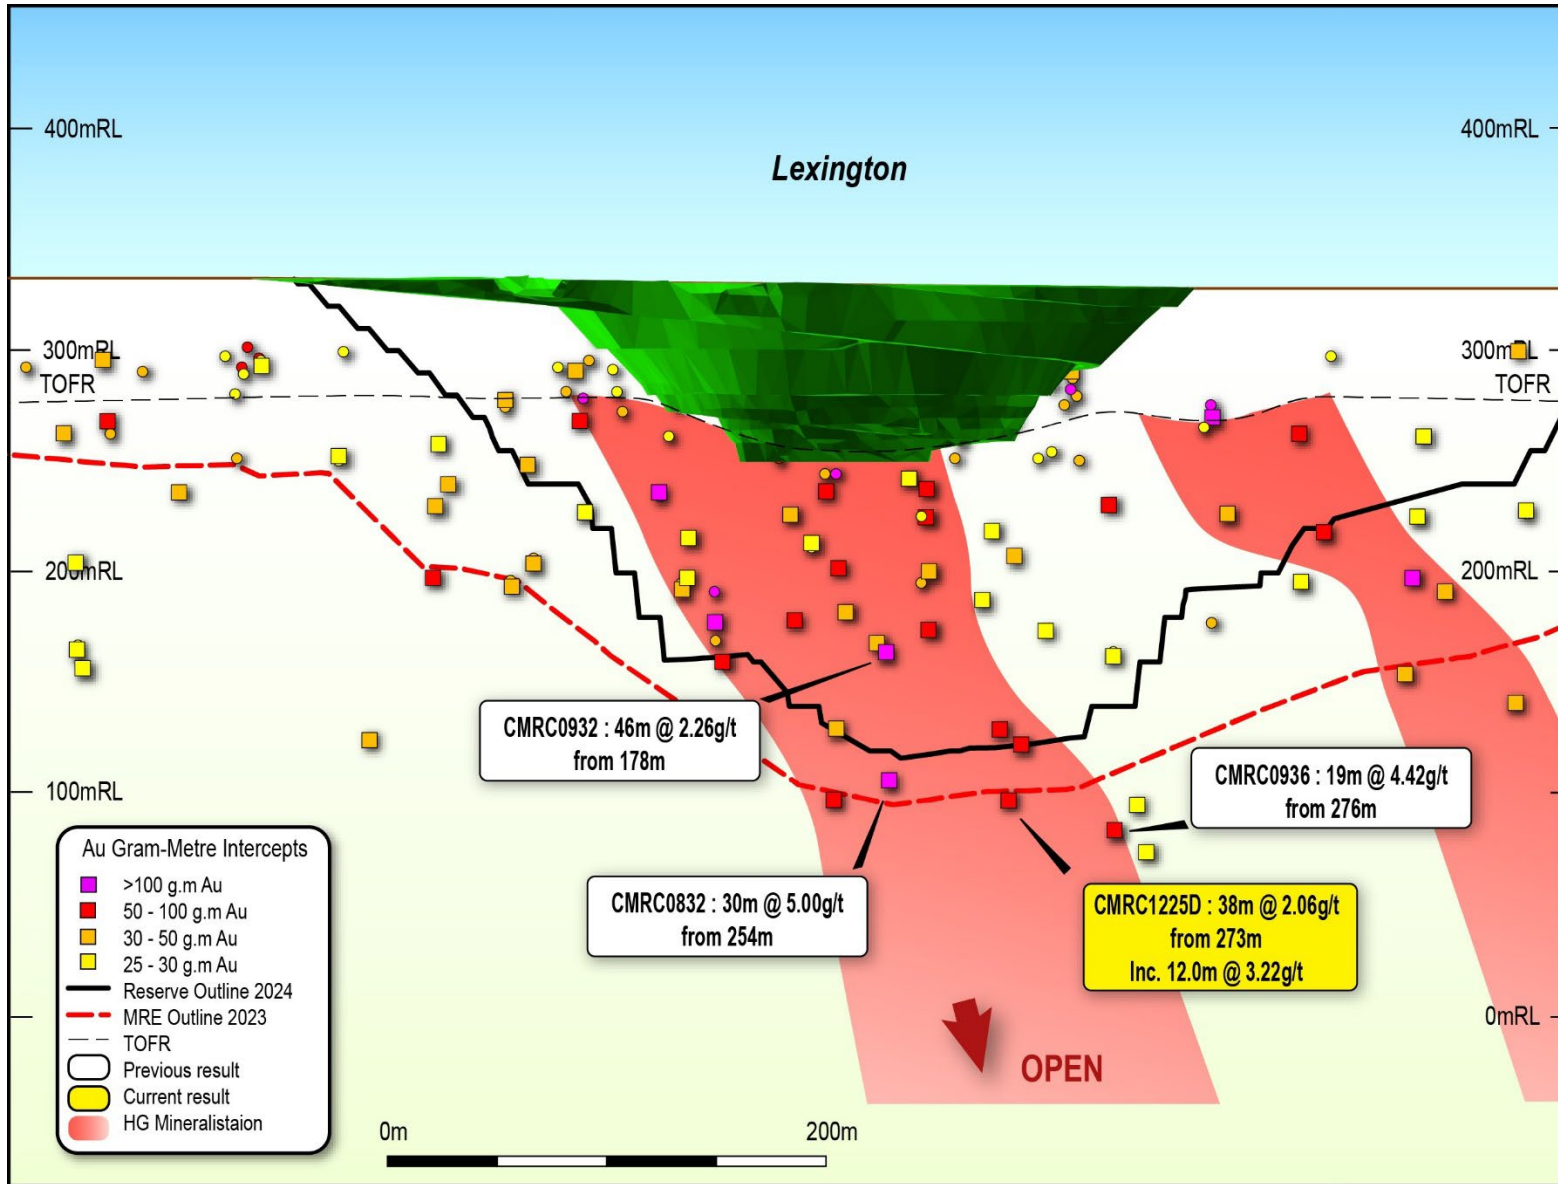 400mRL
400mRL
Lexington
300mRL
300mRL
TOFR
TOFR
200mRL
200mRL
CMRC0932 : 46m @ 2.26g/t
from 178m
CMRC0936 : 19m @ 4.42g/t
from 276m
100mRL
CMRC0832 : 30m @ 5.00g/t
from 254m
CMRC1225D : 38m @ 2.06g/t
from 273m
Inc. 12.0m @ 3.22g/t
Au Gram-Metre Intercepts
>100 g.m Au
50 - 100 g.m Au
30 - 50 g.m Au
25 - 30 g.m Au
Reserve Outline 2024
MRE Outline 2023
TOFR
Previous result
Current result
HG Mineralistaion
0mRL
OPEN
0m
200m